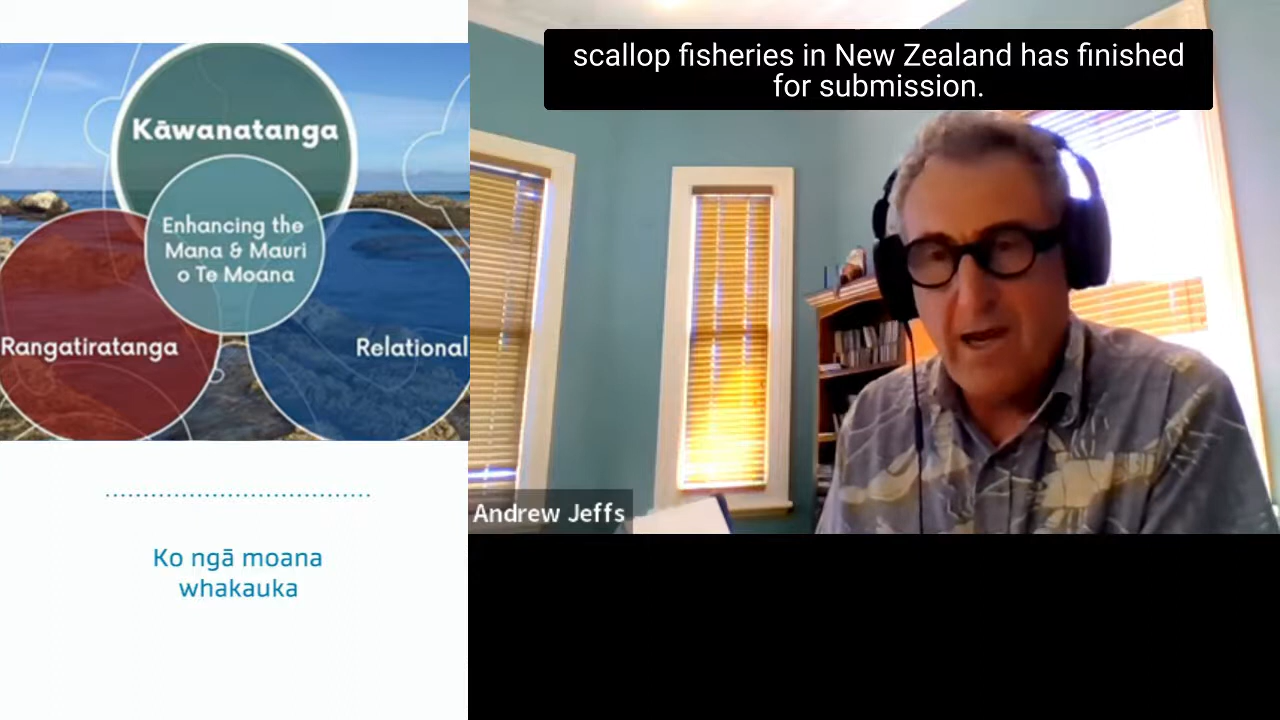 Kāwanatanga
Enhancing the
Mana & Mauri
o Te Moana
Rangatiratanga
Relational
Ko ngā moana
whakauka
scallop fisheries in New Zealand has finished
for submission.
Andrew Jeffs